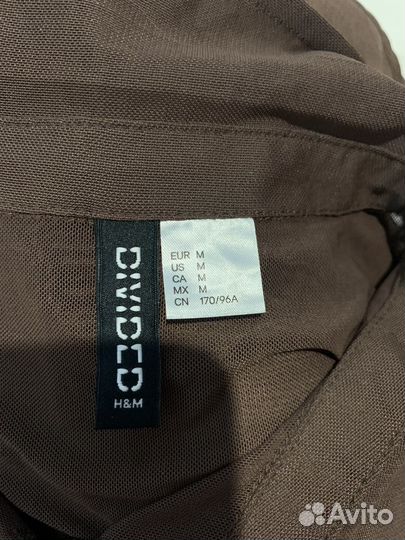 DIVIDED
H&M
EUR M
US M
CA M
MX M
CN 170/96A
Avito